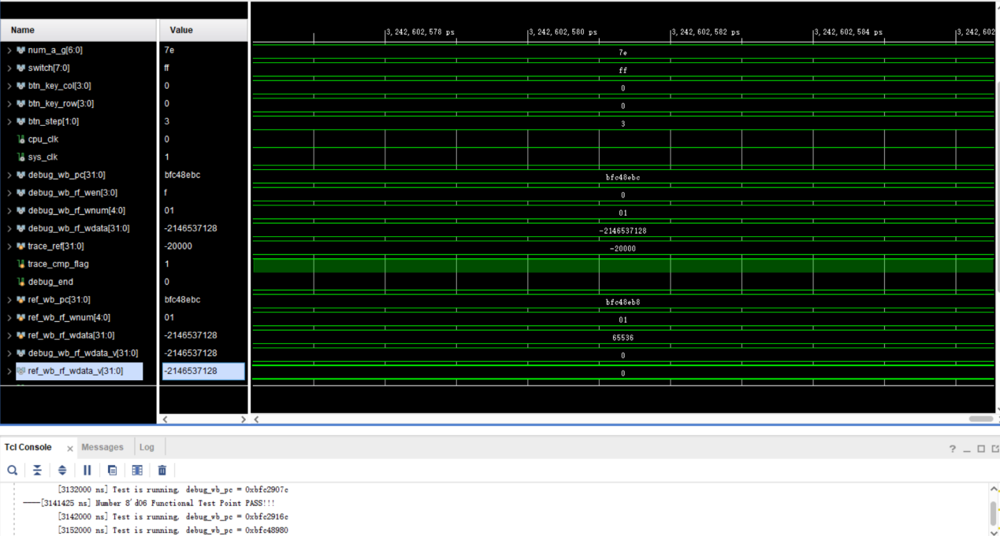 Name Value
3,242,602,578 ps 3,242,602,580 ps 3,242,602,582 ps 3,242,602,584 ps 3,242,602
num_a_g[6:0] 7e 7e
switch[7:0] ff ff
btn_key_col[3:0] 0 0
btn_key_row[3:0] 0 0
btn_step[1:0] 3 3
cpu_clk 0
sys_clk 1
debug_wb_pc[31:0] bfc48ebc bfc48ebc
debug_wb_rf_wen[3:0] f 0
debug_wb_rf_wnum[4:0] 01 01
debug_wb_rf_wdata[31:0] -2146537128 -2146537128
trace_ref[31:0] -20000 -20000
trace_cmp_flag 1
debug_end 0
ref_wb_pc[31:0] bfc48ebc bfc48eb8
ref_wb_rf_wnum[4:0] 01 01
ref_wb_rf_wdata[31:0] -2146537128 65536
debug_wb_rf_wdata_v[31:0] -2146537128 0
ref_wb_rf_wdata_v[31:0] -2146537128 0
Tcl Console × Messages Log
[3132000 ns] Test is running, debug_wb_pc = 0xbfc2907c
----[3141425 ns] Number 8'd06 Functional Test Point PASS!!!
[3142000 ns] Test is running, debug_wb_pc = 0xbfc2916c
[3152000 ns] Test is running, debug_wb_pc = 0xbfc48980